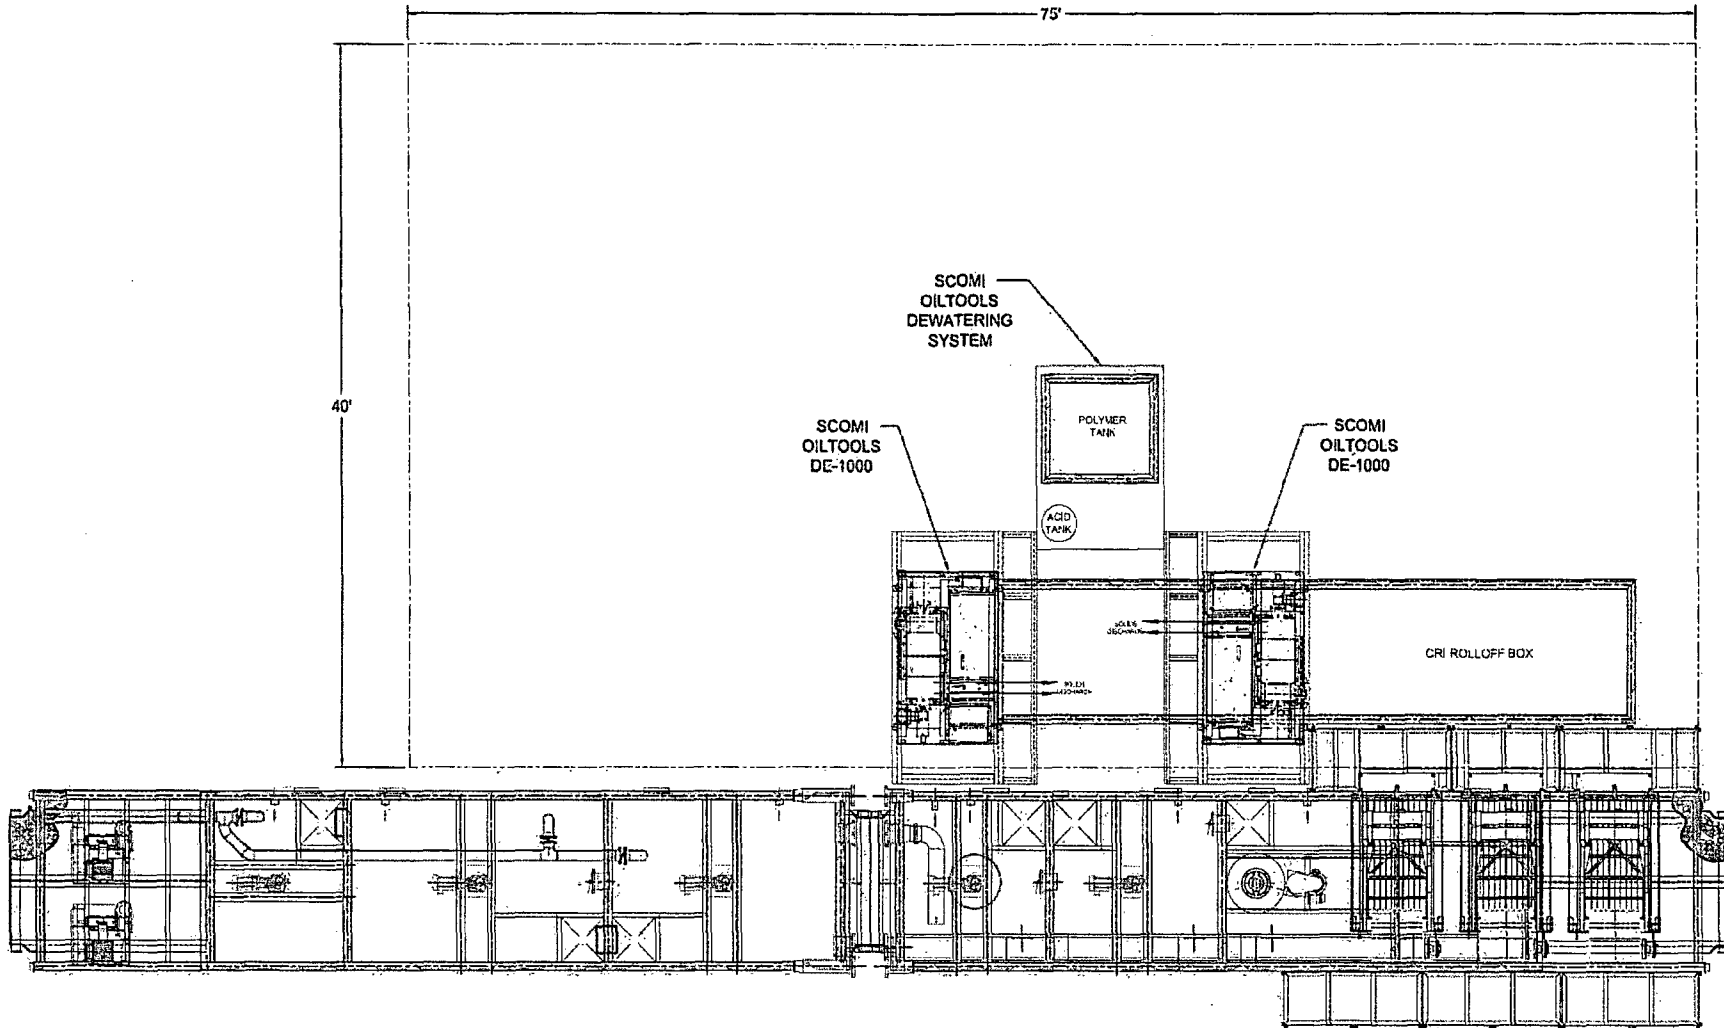 75'
SCOMI
OILTOOLS
DEWATERING
SYSTEM
40'
POLYMER
TANK
SCOMI
OILTOOLS
DE-1000
SCOMI
OILTOOLS
DE-1000
ACID
TANK
SOLIDS
DISCHARGE
CRI ROLLOFF BOX
SOLIDS
DISCHARGE